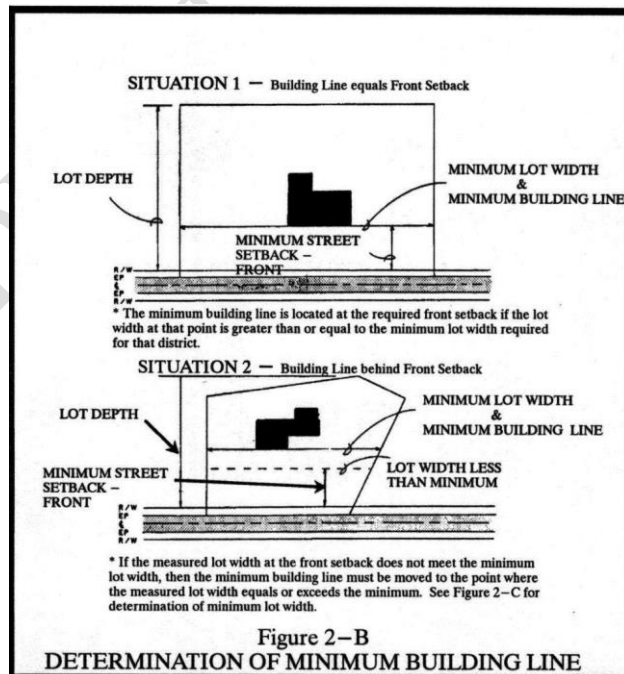 SITUATION 1 — Building Line equals Front Setback
LOT DEPTH
MINIMUM LOT WIDTH
&
MINIMUM BUILDING LINE
MINIMUM STREET
SETBACK –
FRONT
R/W
EP
EP
R/W
* The minimum building line is located at the required front setback if the lot
width at that point is greater than or equal to the minimum lot width required
for that district.
SITUATION 2 — Building Line behind Front Setback
LOT DEPTH
MINIMUM LOT WIDTH
&
MINIMUM BUILDING LINE
LOT WIDTH LESS
THAN MINIMUM
MINIMUM STREET
SETBACK –
FRONT
R/W
EP
EP
R/W
* If the measured lot width at the front setback does not meet the minimum
lot width, then the minimum building line must be moved to the point where
the measured lot width equals or exceeds the minimum. See Figure 2–C for
determination of minimum lot width.
Figure 2–B
DETERMINATION OF MINIMUM BUILDING LINE